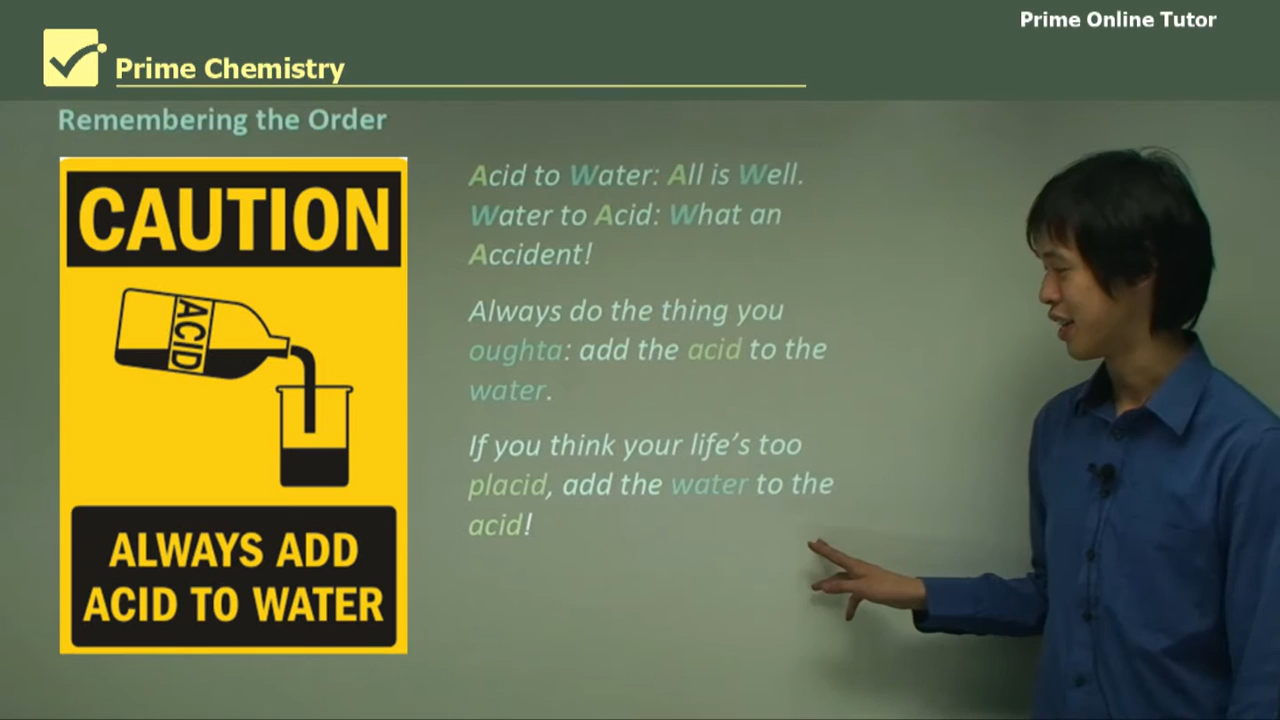 Prime Online Tutor
Prime Chemistry
Remembering the Order
CAUTION
ACID
ALWAYS ADD
ACID TO WATER
Acid to Water: All is Well.
Water to Acid: What an
Accident!
Always do the thing you
oughta: add the acid to the
water.
If you think your life's too
placid, add the water to the
acid!